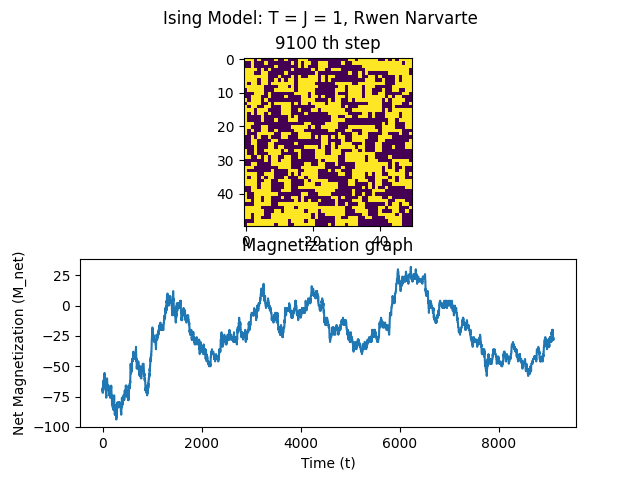 Ising Model: T = J = 1, Rwen Narvarte
9100 th step
0
10
20
30
40
0 20 40
Magnetization graph
Net Magnetization (M_net)
25
0
−25
−50
−75
−100
0 2000 4000 6000 8000
Time (t)